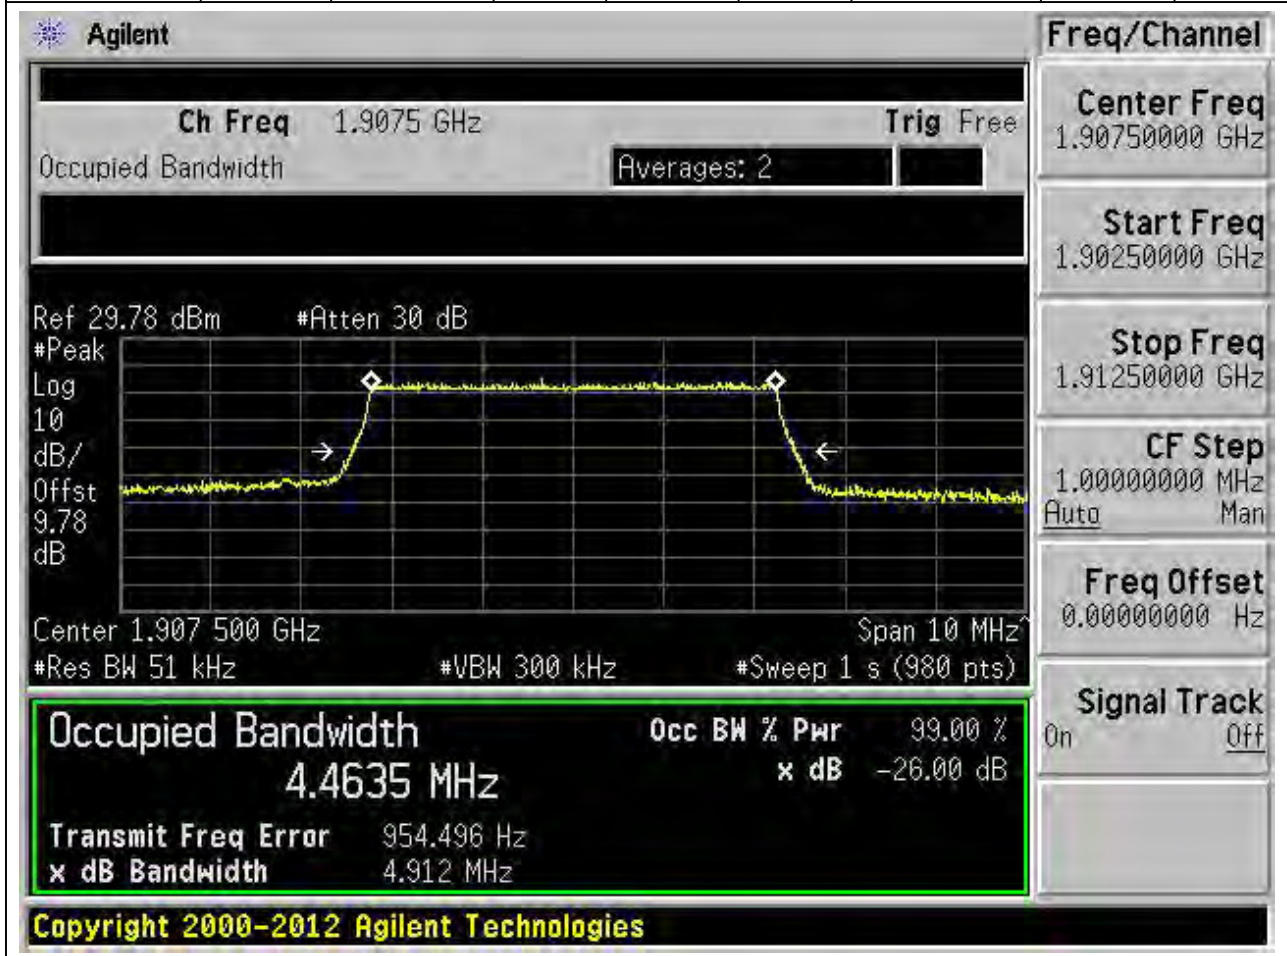 Agilent
Freq/Channel
Ch Freq 1.9075 GHz Trig Free
Occupied Bandwidth Averages: 2
Center Freq
1.90750000 GHz
Start Freq
1.90250000 GHz
Stop Freq
1.91250000 GHz
CF Step
1.00000000 MHz
Auto Man
Freq Offset
0.00000000 Hz
Signal Track
On Off
Ref 29.78 dBm #Atten 30 dB
#Peak
Log
10
dB/
Offst
9.78
dB
Center 1.907 500 GHz Span 10 MHz^
#Res BW 51 kHz #VBW 300 kHz #Sweep 1 s (980 pts)
Occupied Bandwidth Occ BW % Pwr 99.00 %
4.4635 MHz x dB -26.00 dB
Transmit Freq Error 954.496 Hz
x dB Bandwidth 4.912 MHz
Copyright 2000-2012 Agilent Technologies